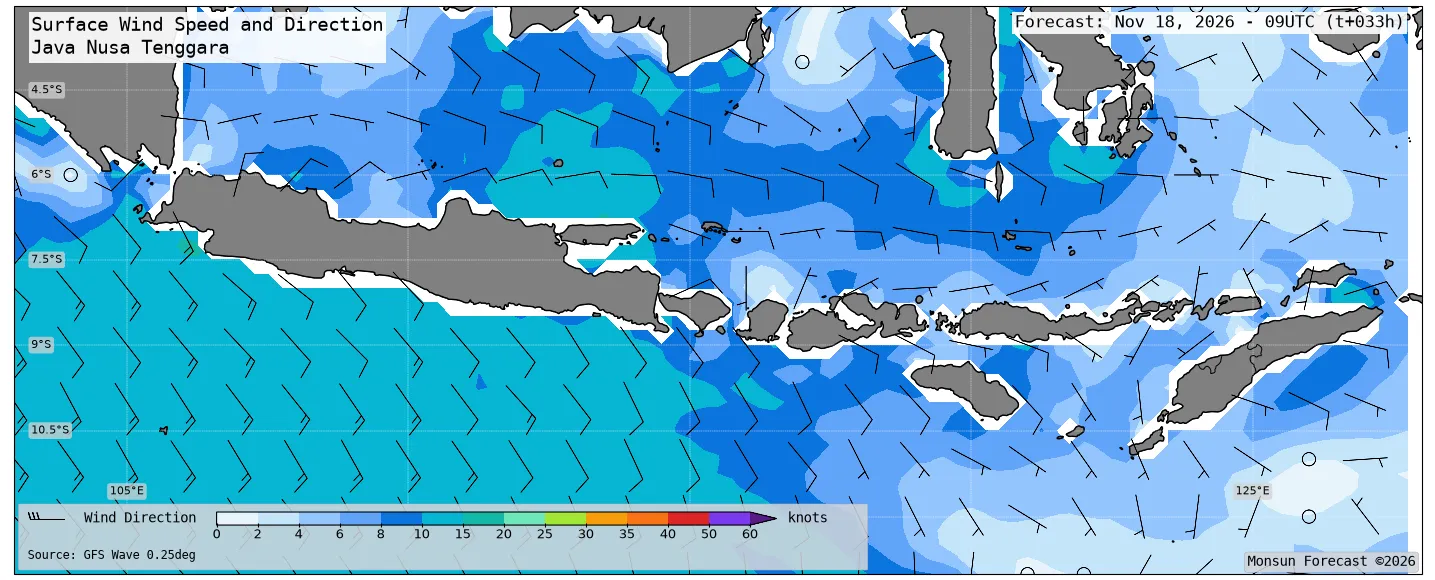 Surface Wind Speed and Direction
Java Nusa Tenggara
Forecast: Nov 18, 2026 - 09UTC (t+033h)
4.5°S
6°S
7.5°S
9°S
10.5°S
105°E
125°E
Wind Direction
knots
0 2 4 6 8 10 15 20 25 30 35 40 50 60
Source: GFS Wave 0.25deg
Monsun Forecast ©2026